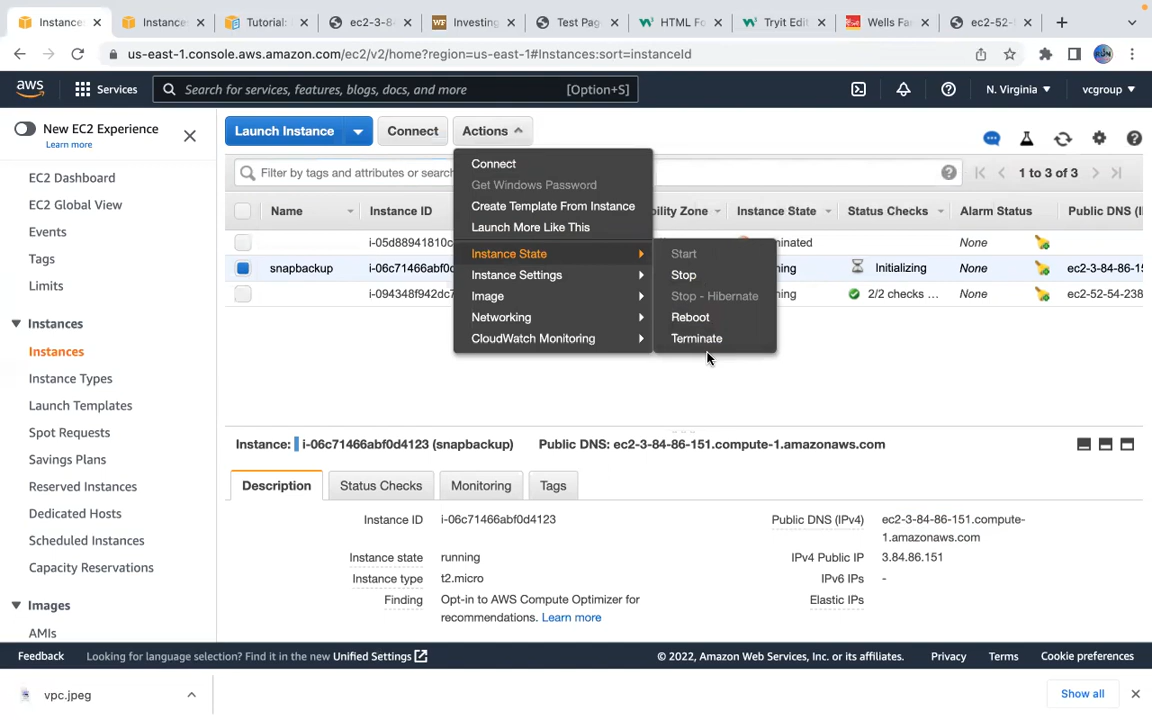 Instance
Instance
Tutorial:
ec2-3-8
Investing
Test Pag
HTML Fo
Tryit Edit
Wells Fa
ec2-52-5
us-east-1.console.aws.amazon.com/ec2/v2/home?region=us-east-1#Instances:sort=instanceId
aws
Services
Search for services, features, blogs, docs, and more
[Option+S]
N. Virginia
vcgroup
New EC2 Experience
Learn more
EC2 Dashboard
EC2 Global View
Events
Tags
Limits
Instances
Instances
Instance Types
Launch Templates
Spot Requests
Savings Plans
Reserved Instances
Dedicated Hosts
Scheduled Instances
Capacity Reservations
Images
AMIs
Launch Instance
Connect
Actions
Filter by tags and attributes or search
1 to 3 of 3
Name
Instance ID
bility Zone
Instance State
Status Checks
Alarm Status
Public DNS (I
i-05d88941810c
minated
None
snapbackup
i-06c71466abf0
ning
Initializing
None
ec2-3-84-86-1
i-094348f942dc7
ning
2/2 checks ...
None
ec2-52-54-238
Connect
Get Windows Password
Create Template From Instance
Launch More Like This
Instance State
Instance Settings
Image
Networking
CloudWatch Monitoring
Start
Stop
Stop - Hibernate
Reboot
Terminate
Instance: i-06c71466abf0d4123 (snapbackup)
Public DNS: ec2-3-84-86-151.compute-1.amazonaws.com
Description
Status Checks
Monitoring
Tags
Instance ID
i-06c71466abf0d4123
Instance state
running
Instance type
t2.micro
Finding
Opt-in to AWS Compute Optimizer for
recommendations. Learn more
Public DNS (IPv4)
ec2-3-84-86-151.compute-
1.amazonaws.com
IPv4 Public IP
3.84.86.151
IPv6 IPs
-
Elastic IPs
Feedback
Looking for language selection? Find it in the new Unified Settings
© 2022, Amazon Web Services, Inc. or its affiliates.
Privacy
Terms
Cookie preferences
vpc.jpeg
Show all